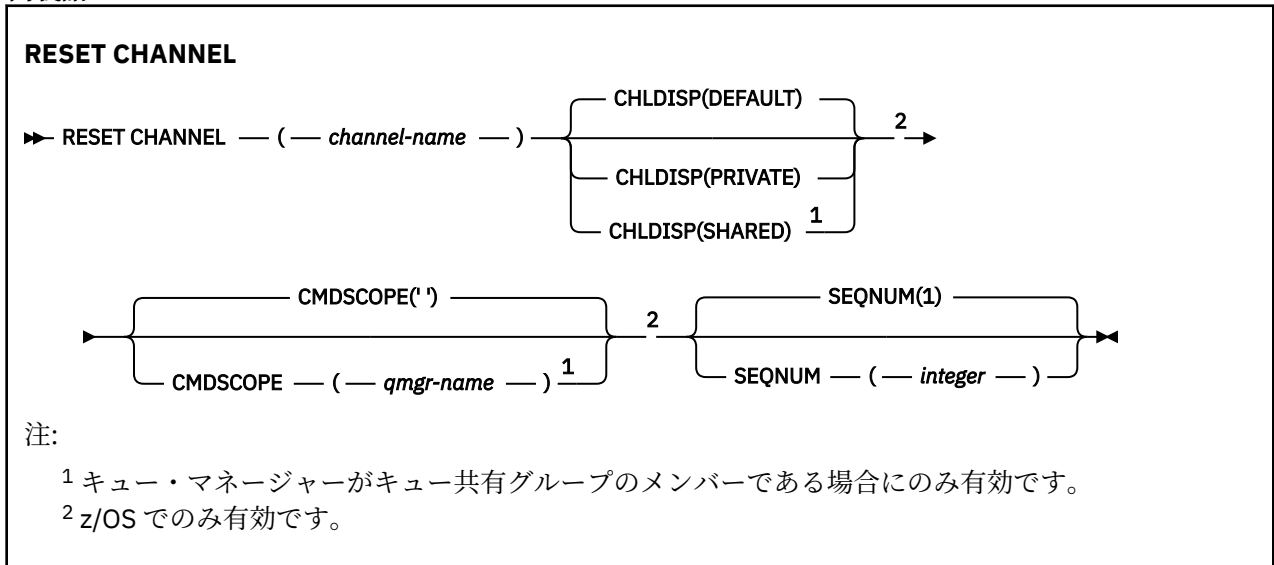 RESET CHANNEL
CHLDISP(DEFAULT)
RESET CHANNEL ( channel-name ) 2
CHLDISP(PRIVATE)
CHLDISP(SHARED) 1
CMDSCOPE(' ') SEQNUM(1)
2
CMDSCOPE ( qmgr-name ) 1 SEQNUM ( integer )
注:
1 キュー・マネージャーがキュー共有グループのメンバーである場合にのみ有効です。
2 z/OS でのみ有効です。